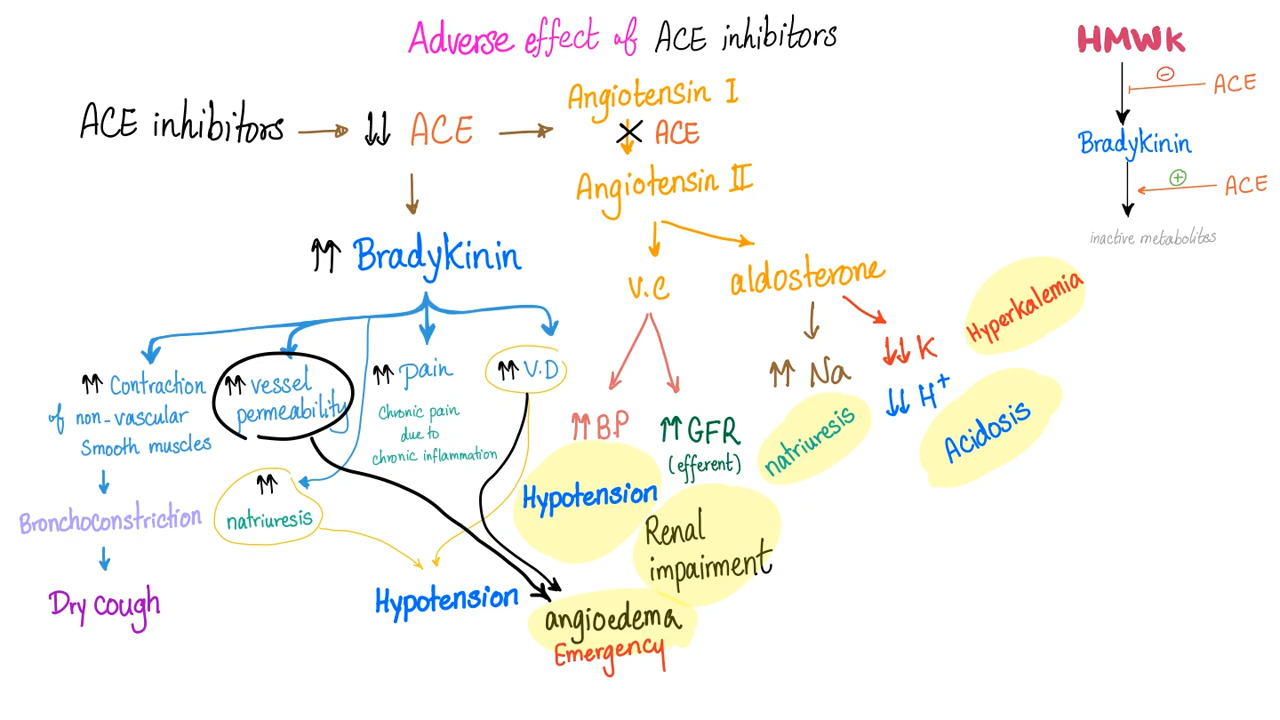 Adverse effect of ACE inhibitors
HMWK
⊖ ACE
Bradykinin
⊕ ACE
inactive metabolites
ACE inhibitors → ↓↓ ACE →
Angiotensin I
X ACE
Angiotensin II
↑↑ Bradykinin
V.C
aldosterone
↑↑ Contraction
of non-vascular
Smooth muscles
Bronchoconstriction
Dry cough
↑↑ vessel
permeability
↑↑
natriuresis
↑↑ pain
Chronic pain
due to
chronic inflammation
↑↑ V.D
Hypotension
angioedema
Emergency
↑↑ BP
Hypotension
↑↑ GFR
(efferent)
Renal
impairment
↑↑ Na
natriuresis
↓↓ K
Hyperkalemia
↓↓ H⁺
Acidosis